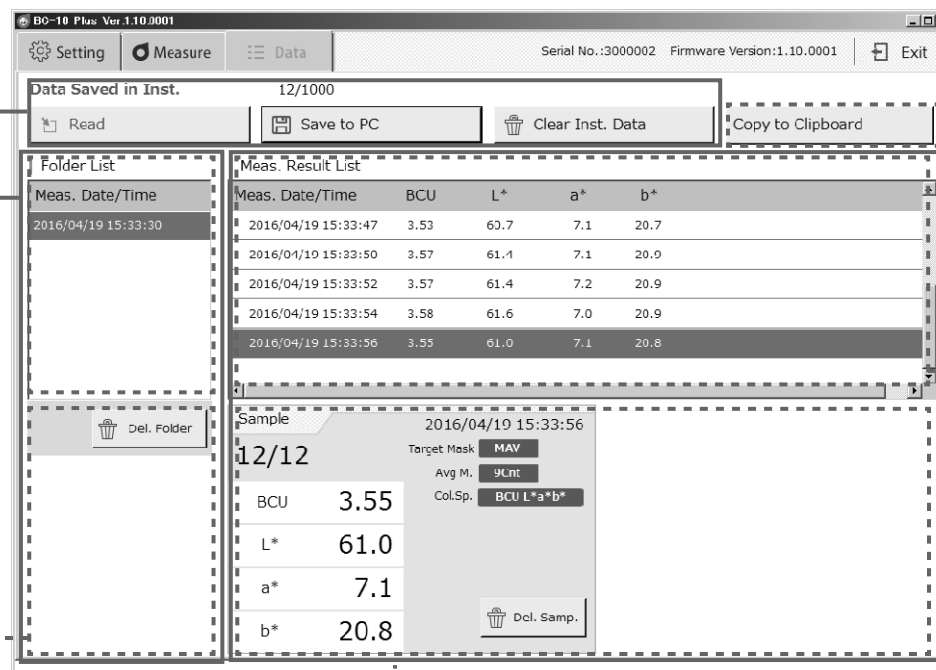 BC-10 Plus Ver.1.10.0001
Setting Measure Data Serial No.:3000002 Firmware Version:1.10.0001 Exit
Data Saved in Inst. 12/1000
Read Save to PC Clear Inst. Data Copy to Clipboard
Folder List
Meas. Date/Time
2016/04/19 15:33:30
Del. Folder
Meas. Result List
Meas. Date/Time BCU L* a* b*
2016/04/19 15:33:47 3.53 60.7 7.1 20.7
2016/04/19 15:33:50 3.57 61.4 7.1 20.9
2016/04/19 15:33:52 3.57 61.4 7.2 20.9
2016/04/19 15:33:54 3.58 61.6 7.0 20.9
2016/04/19 15:33:56 3.55 61.0 7.1 20.8
Sample 2016/04/19 15:33:56
12/12 Target Mask MAV
Avg M. 9Cnt
Col.Sp. BCU L*a*b*
BCU 3.55
L* 61.0
a* 7.1
b* 20.8
Del. Samp.